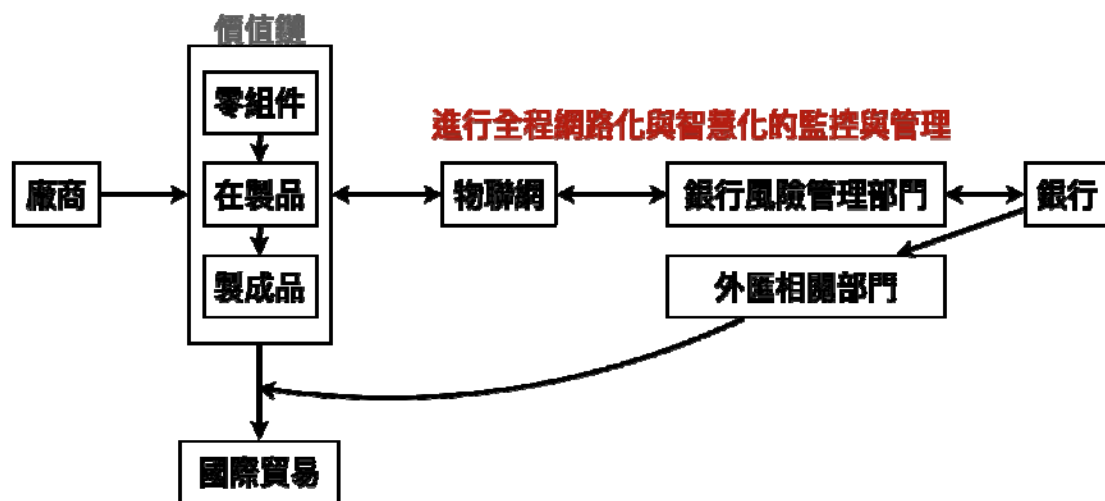 價值鏈
零組件
進行全程網路化與智慧化的監控與管理
廠商
在製品
物聯網
銀行風險管理部門
銀行
製成品
外匯相關部門
國際貿易